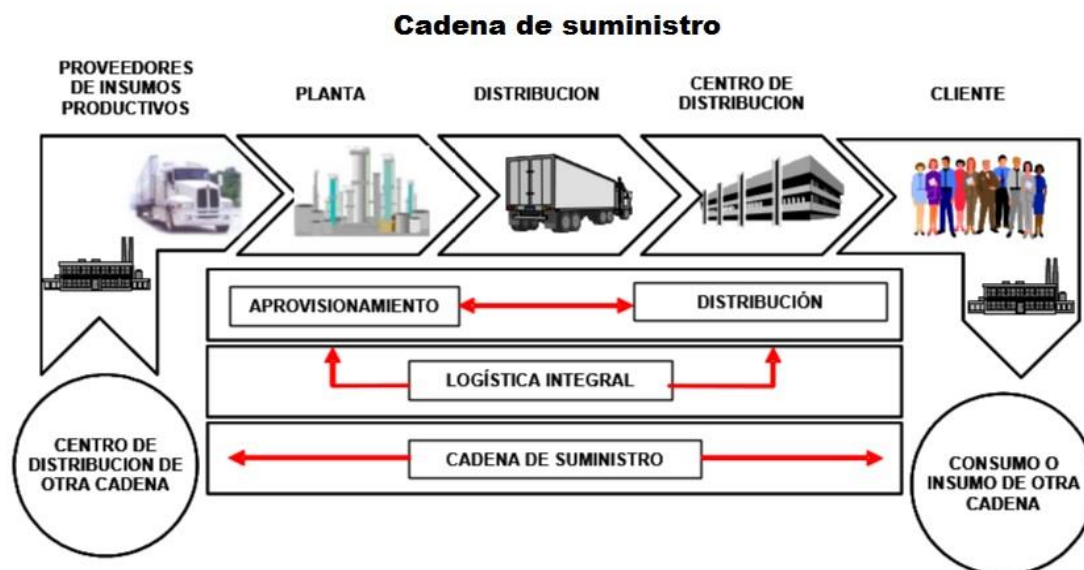 Cadena de suministro
PROVEEDORES
DE INSUMOS
PRODUCTIVOS
PLANTA
DISTRIBUCION
CENTRO DE
DISTRIBUCION
CLIENTE
APROVISIONAMIENTO
DISTRIBUCIÓN
LOGÍSTICA INTEGRAL
CADENA DE SUMINISTRO
CENTRO DE
DISTRIBUCION DE
OTRA CADENA
CONSUMO O
INSUMO DE OTRA
CADENA